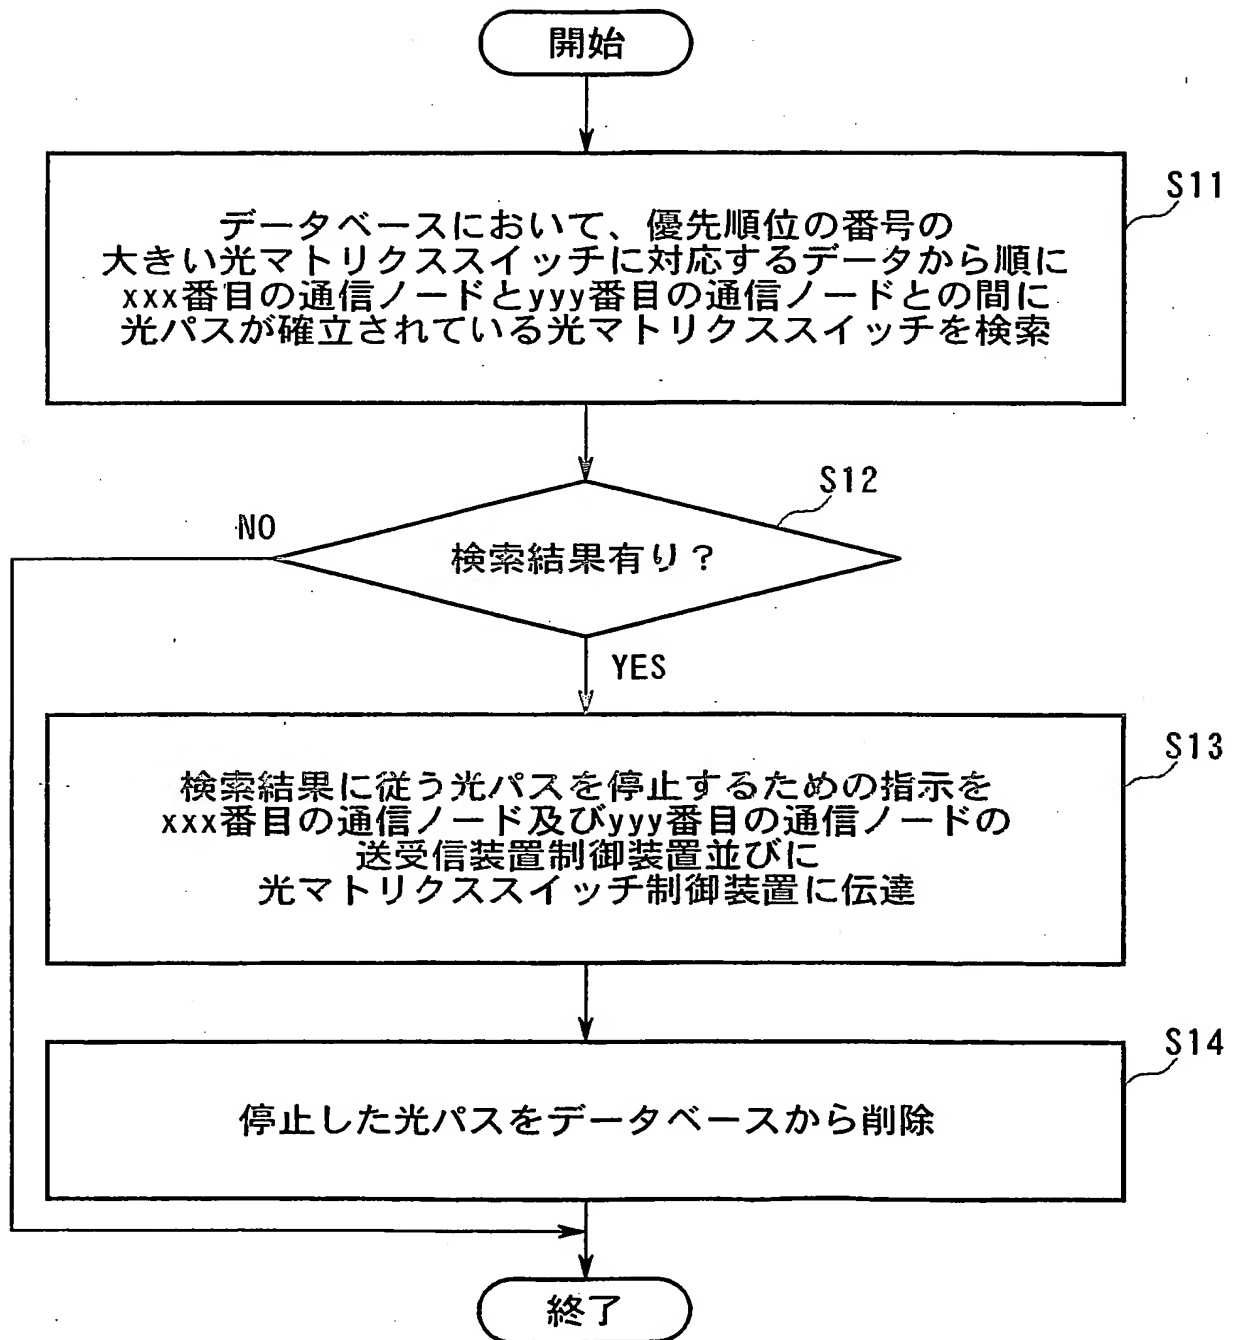 開始
S11
データベースにおいて、優先順位の番号の
大きい光マトリクススイッチに対応するデータから順に
xxx番目の通信ノードとyyy番目の通信ノードとの間に
光パスが確立されている光マトリクススイッチを検索
S12
NO
検索結果有り？
YES
S13
検索結果に従う光パスを停止するための指示を
xxx番目の通信ノード及びyyy番目の通信ノードの
送受信装置制御装置並びに
光マトリクススイッチ制御装置に伝達
S14
停止した光パスをデータベースから削除
終了